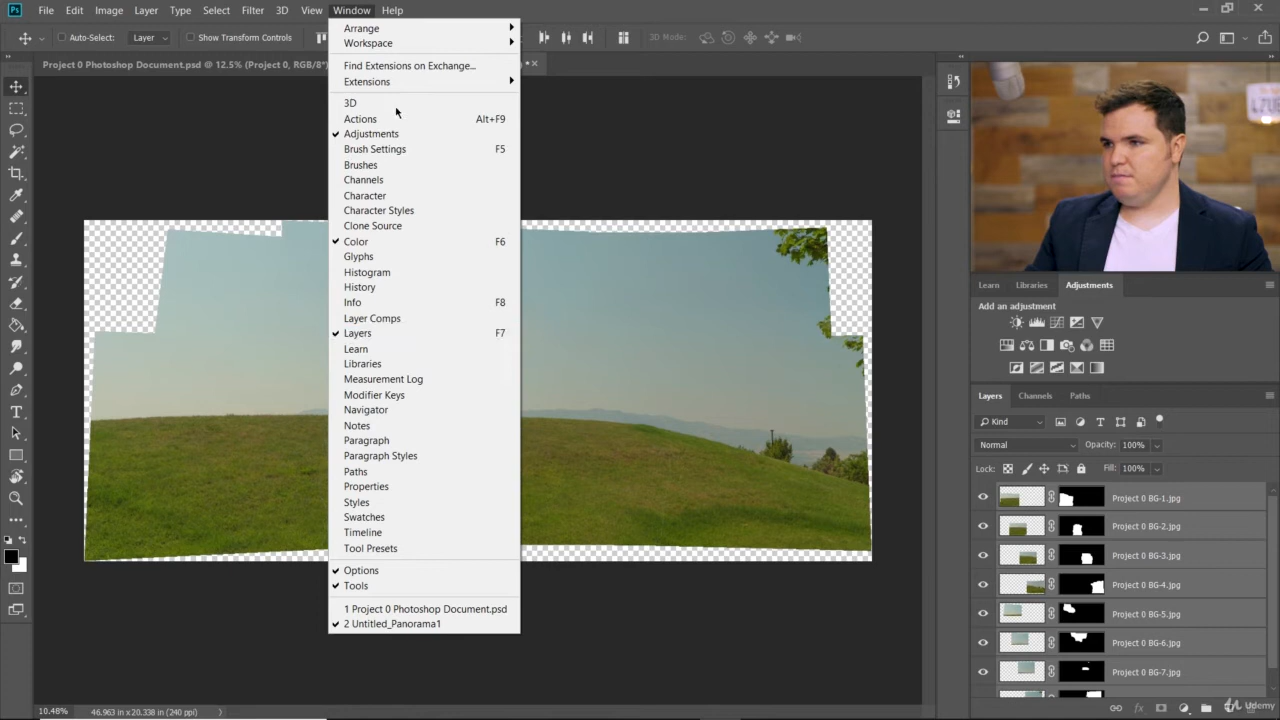 Ps File Edit Image Layer Type Select Filter 3D View Window Help
Auto-Select: Layer Show Transform Controls 3D Mode:
Project 0 Photoshop Document.psd @ 12.5% (Project 0, RGB/8*)
Arrange
Workspace
Find Extensions on Exchange...
Extensions
3D
Actions Alt+F9
Adjustments
Brush Settings F5
Brushes
Channels
Character
Character Styles
Clone Source
Color F6
Glyphs
Histogram
History
Info F8
Layer Comps
Layers F7
Learn
Libraries
Measurement Log
Modifier Keys
Navigator
Notes
Paragraph
Paragraph Styles
Paths
Properties
Styles
Swatches
Timeline
Tool Presets
Options
Tools
1 Project 0 Photoshop Document.psd
2 Untitled_Panorama1
Learn Libraries Adjustments
Add an adjustment
Layers Channels Paths
Kind
Normal Opacity: 100%
Lock: Fill: 100%
Project 0 BG-1.jpg
Project 0 BG-2.jpg
Project 0 BG-3.jpg
Project 0 BG-4.jpg
Project 0 BG-5.jpg
Project 0 BG-6.jpg
Project 0 BG-7.jpg
10.48% 46.963 in x 20.338 in (240 ppi)
Udemy